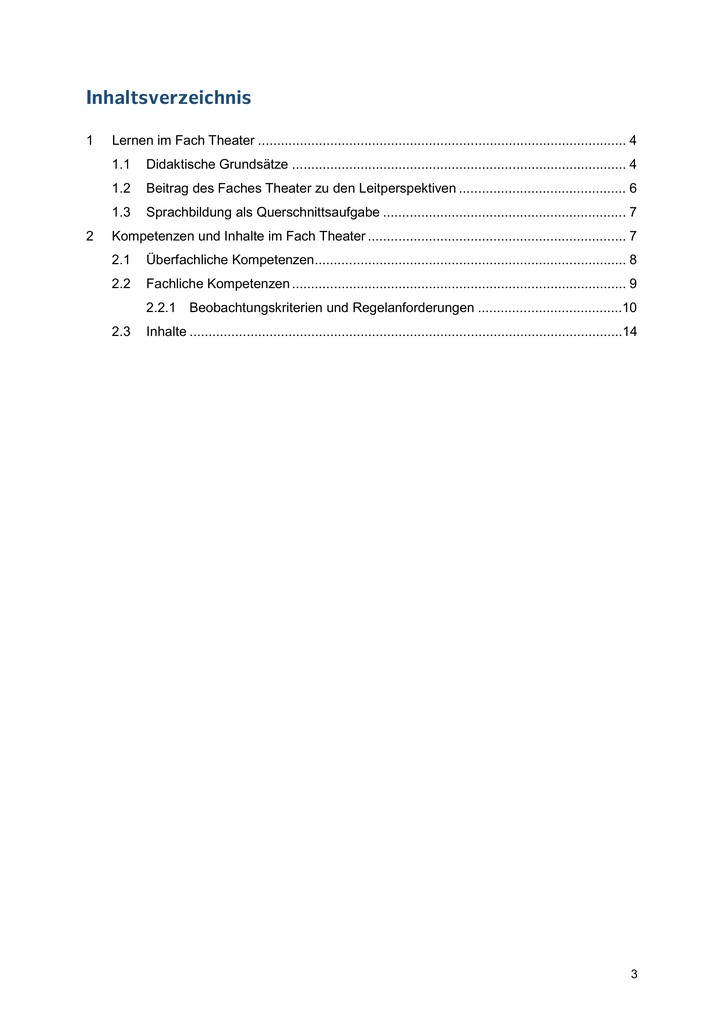 Inhaltsverzeichnis
1 Lernen im Fach Theater ................................................................................................ 4
1.1 Didaktische Grundsätze ....................................................................................... 4
1.2 Beitrag des Faches Theater zu den Leitperspektiven ............................................ 6
1.3 Sprachbildung als Querschnittsaufgabe ................................................................ 7
2 Kompetenzen und Inhalte im Fach Theater .................................................................... 7
2.1 Überfachliche Kompetenzen................................................................................. 8
2.2 Fachliche Kompetenzen ....................................................................................... 9
2.2.1 Beobachtungskriterien und Regelanforderungen .....................................10
2.3 Inhalte .................................................................................................................14
3